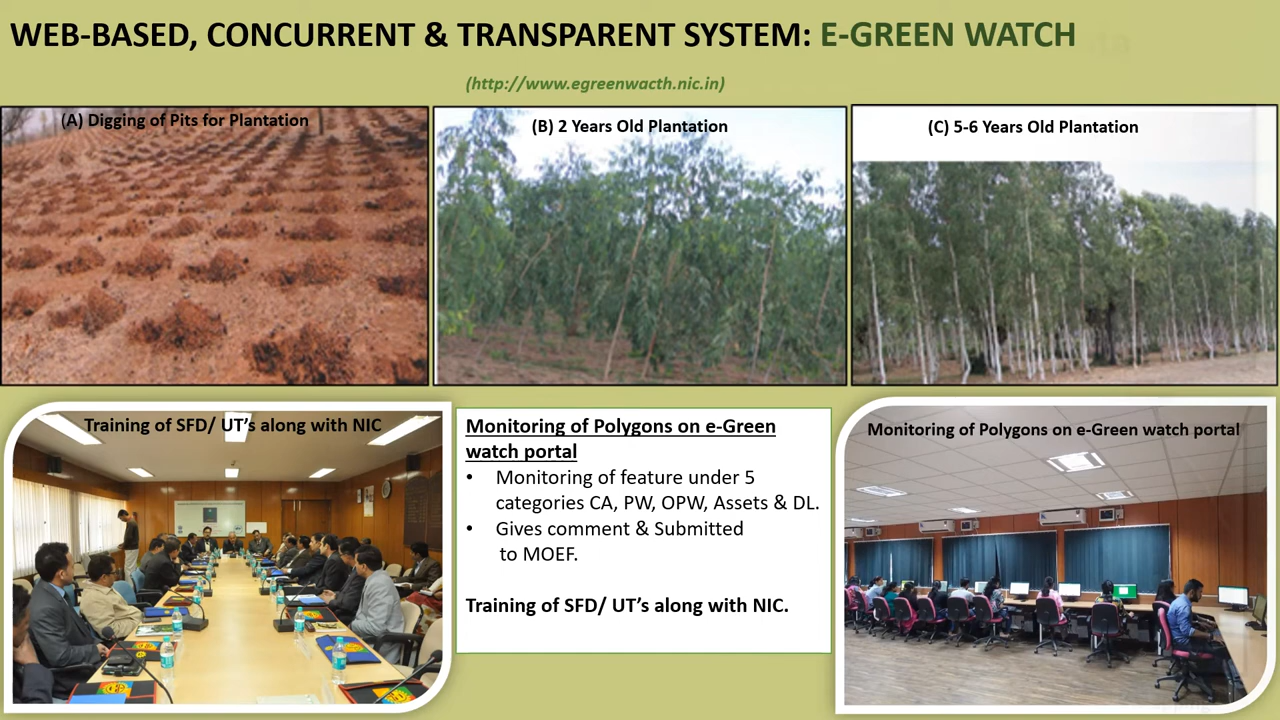 WEB-BASED, CONCURRENT & TRANSPARENT SYSTEM: E-GREEN WATCH
(http://www.egreenwacth.nic.in)
(A) Digging of Pits for Plantation
(B) 2 Years Old Plantation
(C) 5-6 Years Old Plantation
Training of SFD/ UT's along with NIC
Monitoring of Polygons on e-Green
watch portal
• Monitoring of feature under 5
categories CA, PW, OPW, Assets & DL.
• Gives comment & Submitted
to MOEF.
Training of SFD/ UT's along with NIC.
Monitoring of Polygons on e-Green watch portal